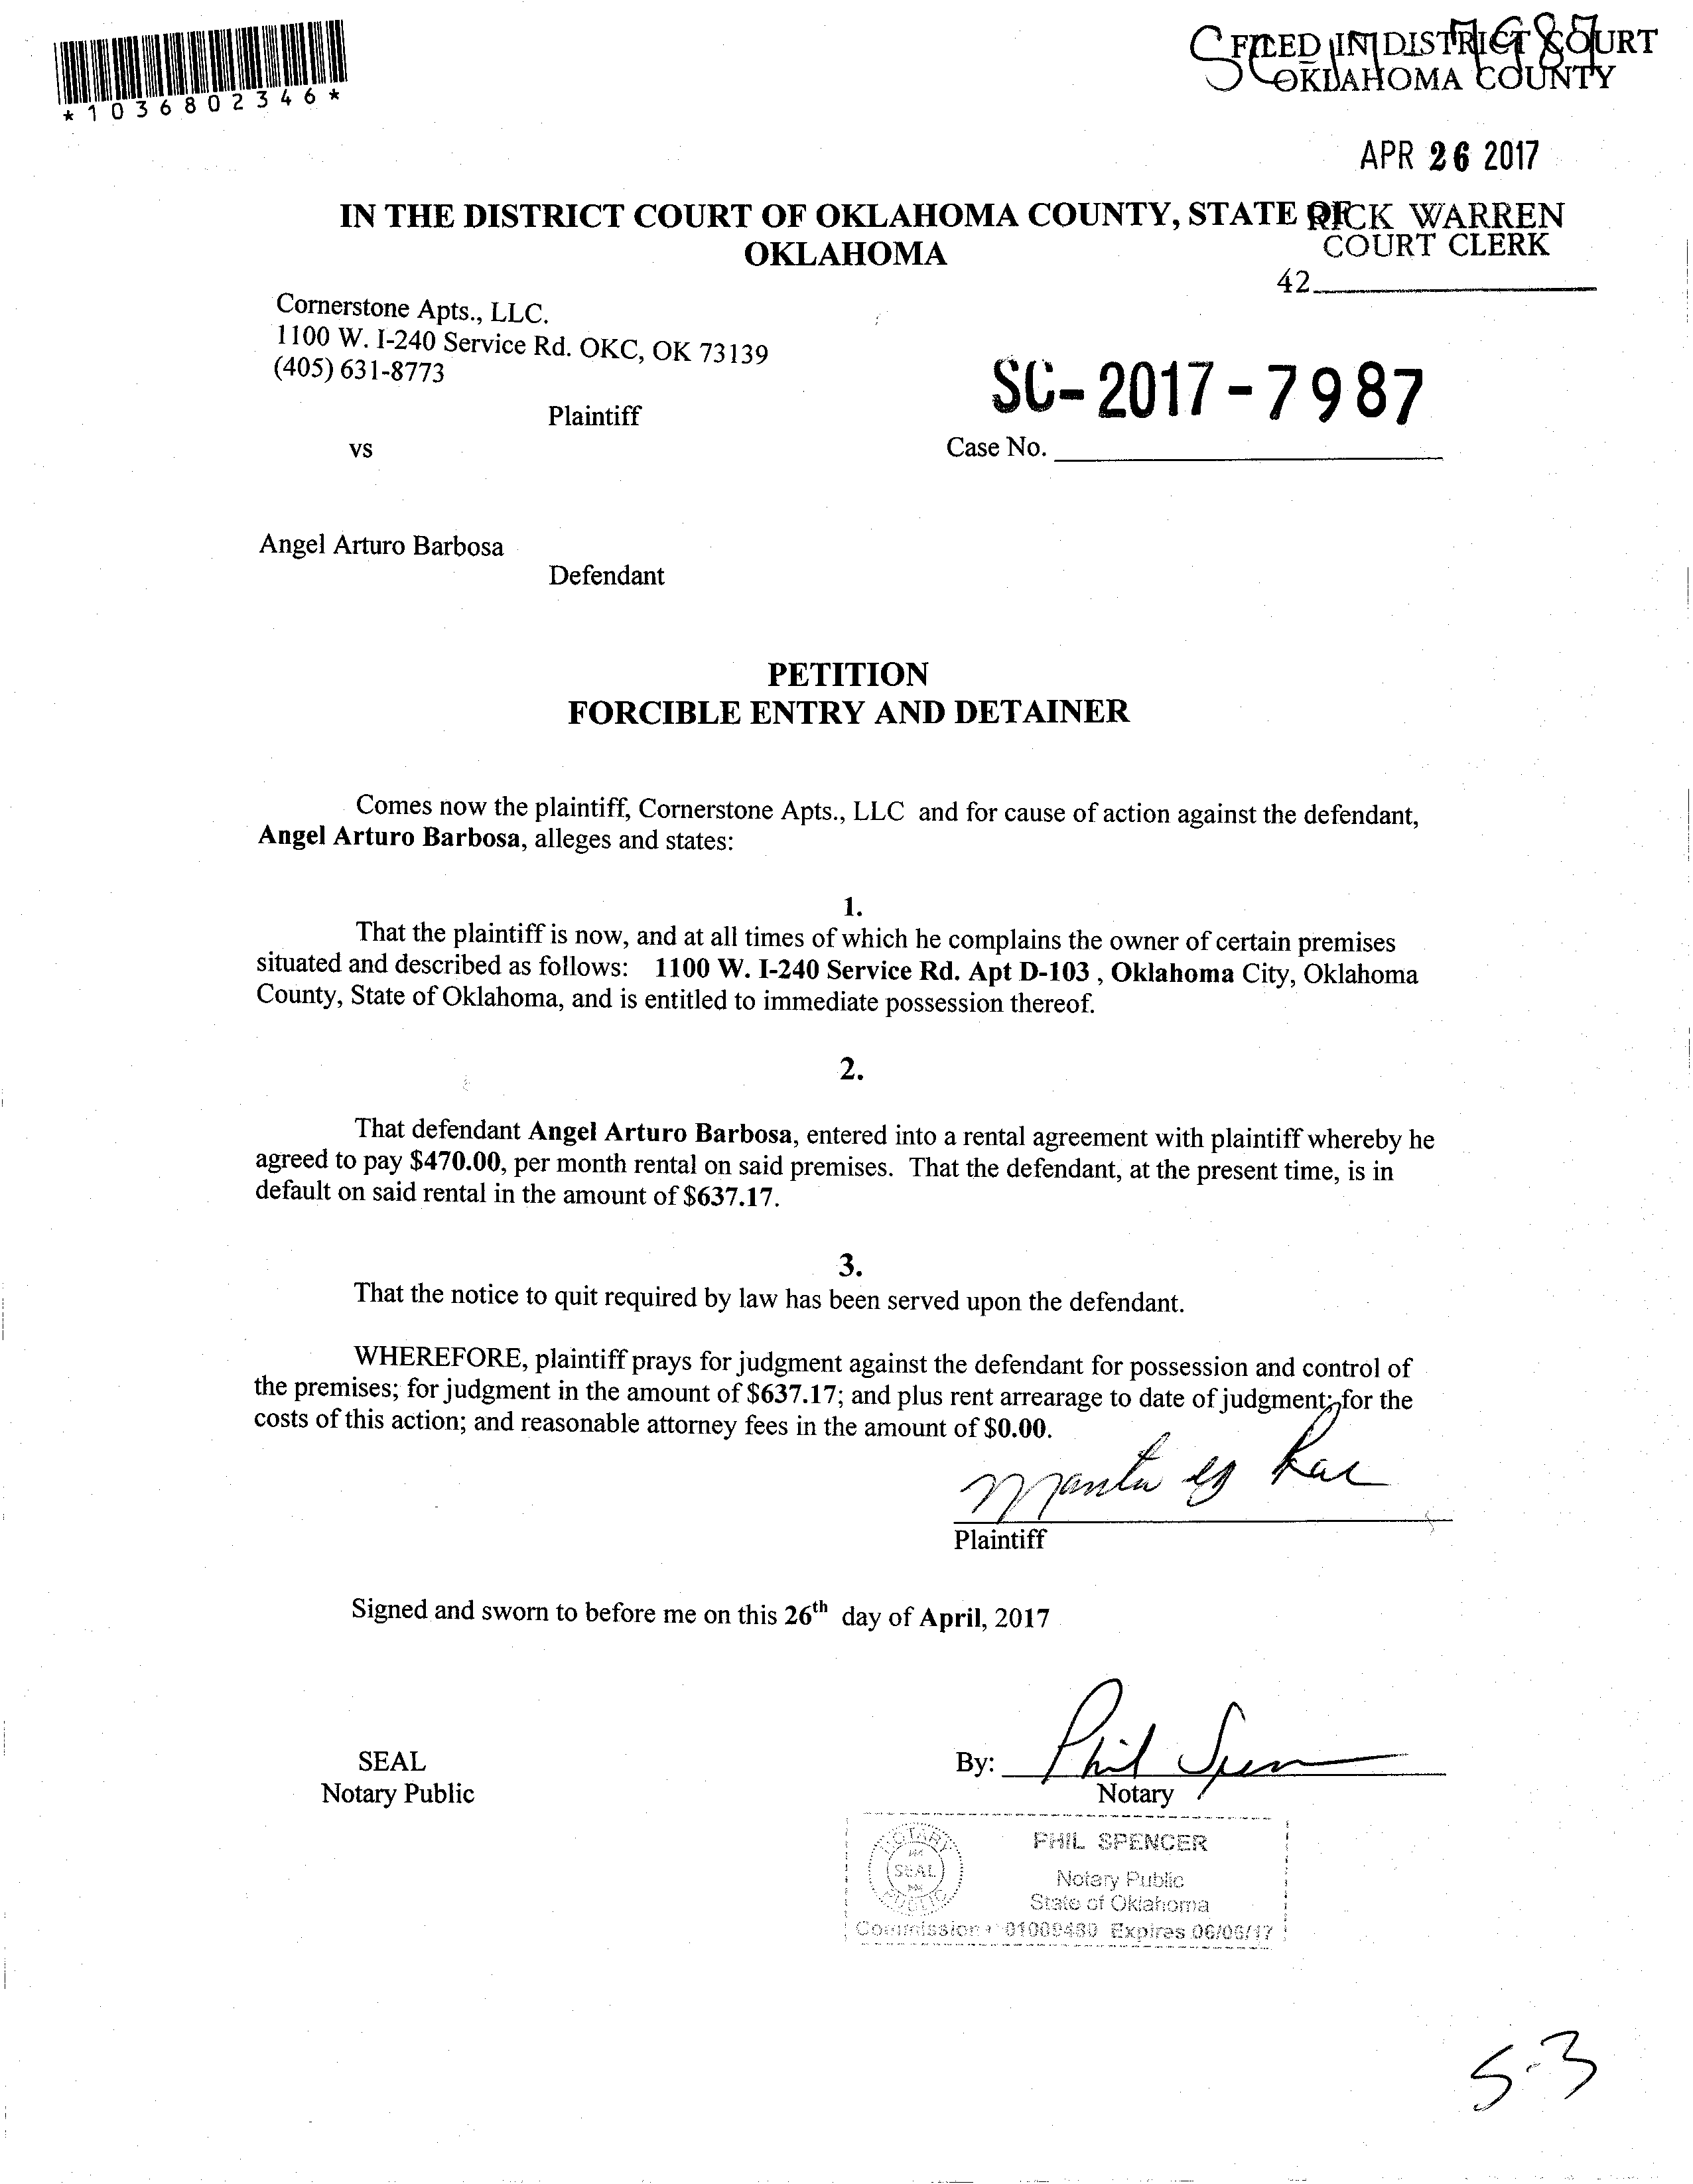 *1036802346*
SC 7987
FILED IN DISTRICT COURT
OKLAHOMA COUNTY
APR 26 2017
IN THE DISTRICT COURT OF OKLAHOMA COUNTY, STATE OF
OKLAHOMA
RICK WARREN
COURT CLERK
42
Cornerstone Apts., LLC.
1100 W. I-240 Service Rd. OKC, OK 73139
(405) 631-8773
SC-2017-7987
Plaintiff
vs
Case No.
Angel Arturo Barbosa
Defendant
PETITION
FORCIBLE ENTRY AND DETAINER
Comes now the plaintiff, Cornerstone Apts., LLC and for cause of action against the defendant,
Angel Arturo Barbosa, alleges and states:
1.
That the plaintiff is now, and at all times of which he complains the owner of certain premises
situated and described as follows: 1100 W. I-240 Service Rd. Apt D-103 , Oklahoma City, Oklahoma
County, State of Oklahoma, and is entitled to immediate possession thereof.
2.
That defendant Angel Arturo Barbosa, entered into a rental agreement with plaintiff whereby he
agreed to pay $470.00, per month rental on said premises. That the defendant, at the present time, is in
default on said rental in the amount of $637.17.
3.
That the notice to quit required by law has been served upon the defendant.
WHEREFORE, plaintiff prays for judgment against the defendant for possession and control of
the premises; for judgment in the amount of $637.17; and plus rent arrearage to date of judgment; for the
costs of this action; and reasonable attorney fees in the amount of $0.00.
Plaintiff
Signed and sworn to before me on this 26th day of April, 2017
SEAL
Notary Public
By: Phil Spencer
Notary
NOTARY
SEAL
PUBLIC
PHIL SPENCER
Notary Public
State of Oklahoma
Commission # 01009480 Expires 06/06/17
5-3